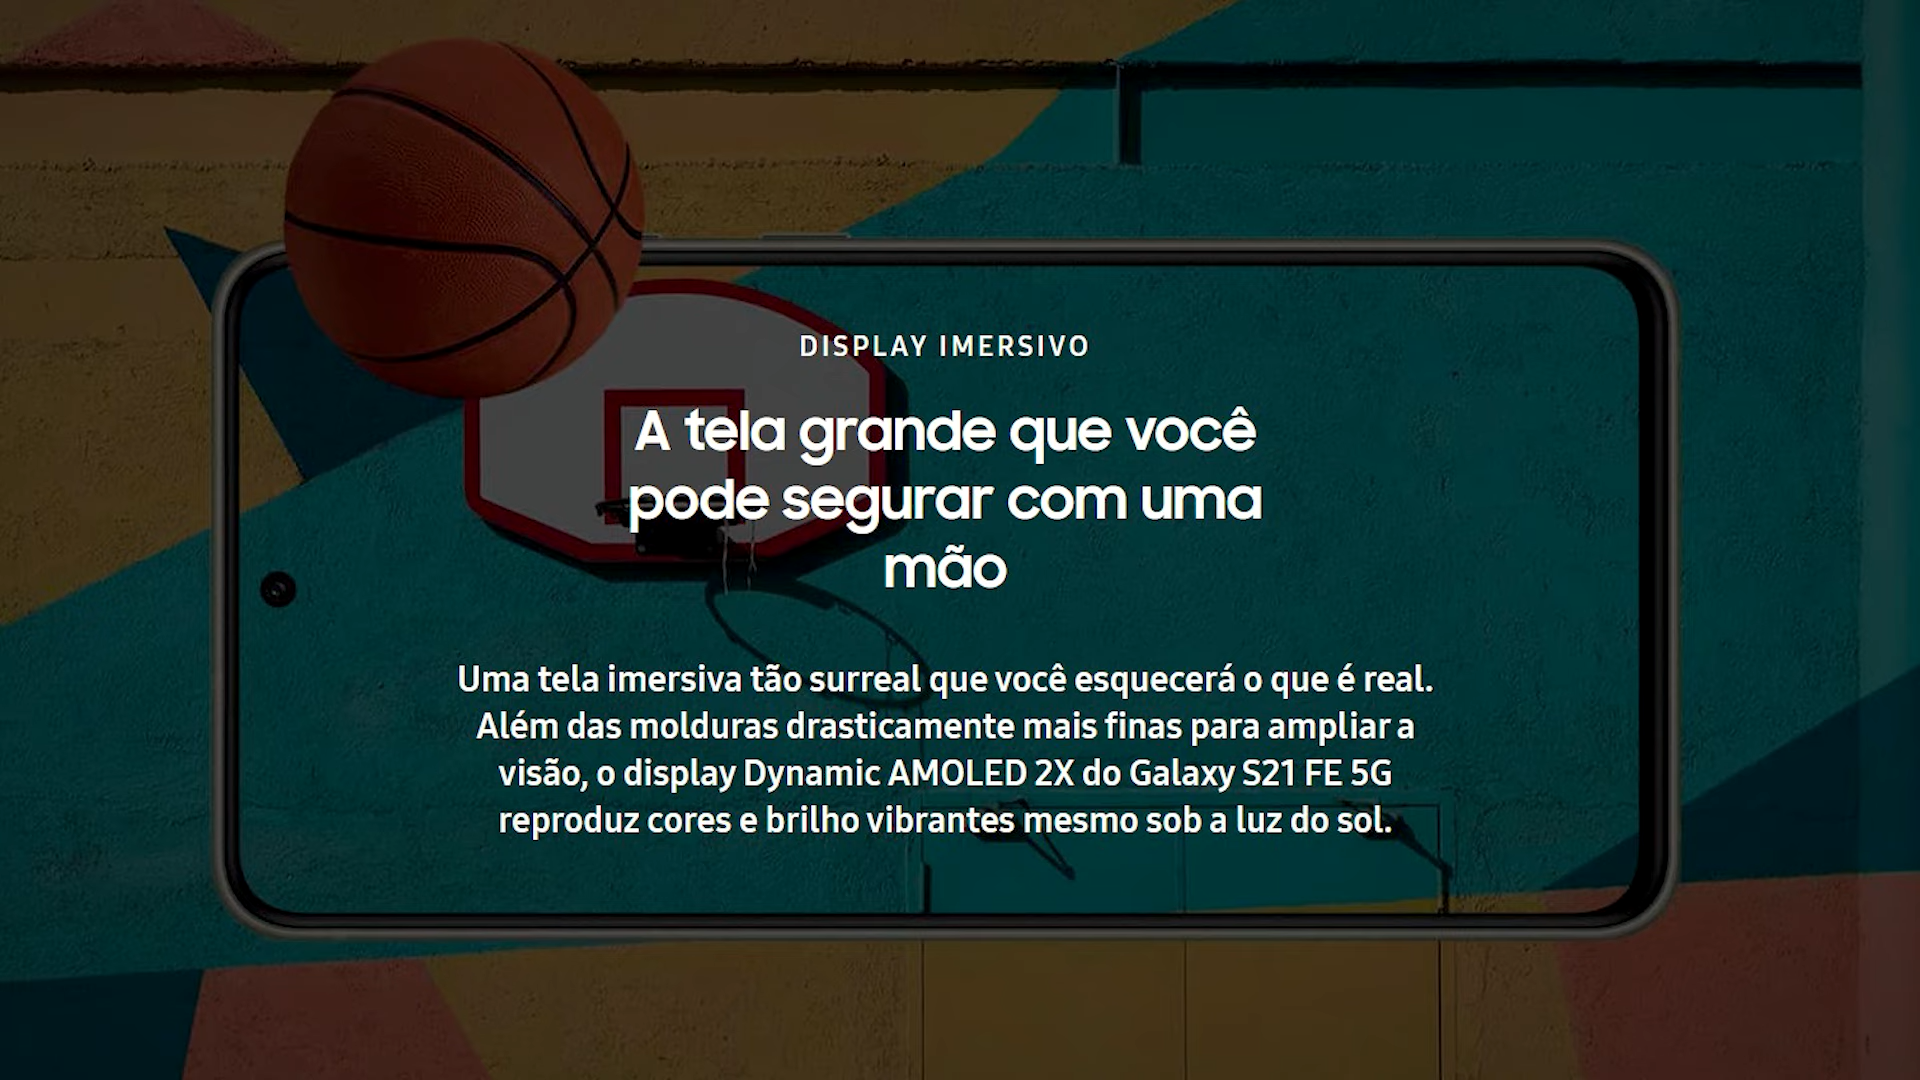 DISPLAY IMERSIVO
A tela grande que você
pode segurar com uma
mão
Uma tela imersiva tão surreal que você esquecerá o que é real.
Além das molduras drasticamente mais finas para ampliar a
visão, o display Dynamic AMOLED 2X do Galaxy S21 FE 5G
reproduz cores e brilho vibrantes mesmo sob a luz do sol.